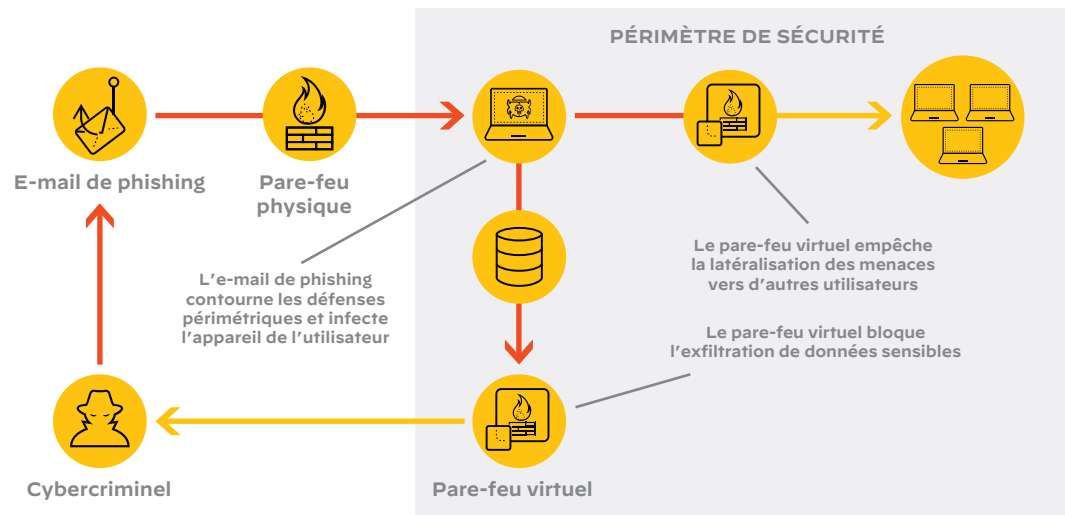 PÉRIMÈTRE DE SÉCURITÉ
E-mail de phishing
Pare-feu
physique
L'e-mail de phishing
contourne les défenses
périmétriques et infecte
l'appareil de l'utilisateur
Le pare-feu virtuel empêche
la latéralisation des menaces
vers d'autres utilisateurs
Le pare-feu virtuel bloque
l'exfiltration de données sensibles
Cybercriminel
Pare-feu virtuel